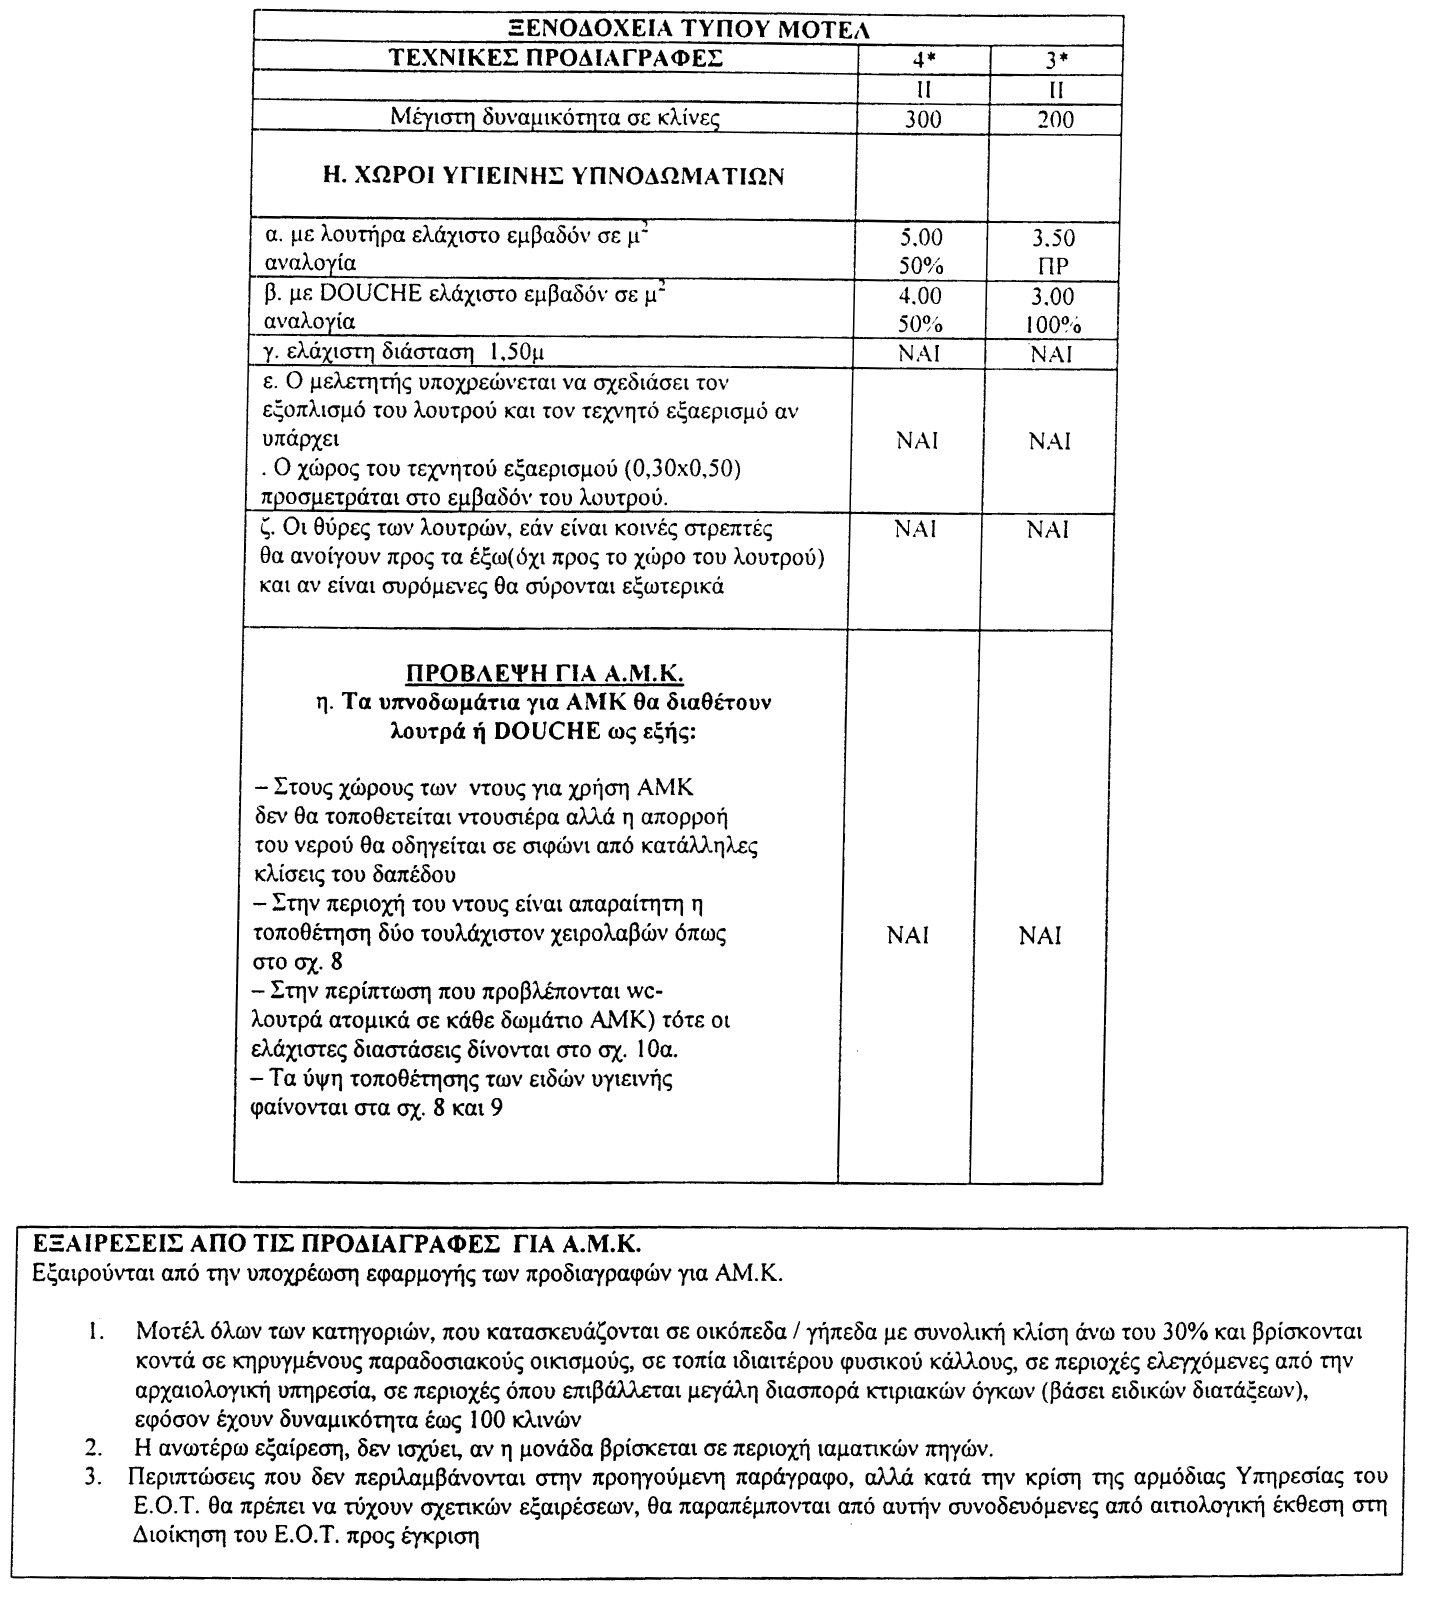 ΞΕΝΟΔΟΧΕΙΑ ΤΥΠΟΥ ΜΟΤΕΛ
ΤΕΧΝΙΚΕΣ ΠΡΟΔΙΑΓΡΑΦΕΣ 4* 3*
ΙΙ ΙΙ
Μέγιστη δυναμικότητα σε κλίνες 300 200
Η. ΧΩΡΟΙ ΥΓΙΕΙΝΗΣ ΥΠΝΟΔΩΜΑΤΙΩΝ
α. με λουτήρα ελάχιστο εμβαδόν σε μ² 5.00 3.50
αναλογία 50% ΠΡ
β. με DOUCHE ελάχιστο εμβαδόν σε μ² 4.00 3.00
αναλογία 50% 100%
γ. ελάχιστη διάσταση 1,50μ ΝΑΙ ΝΑΙ
ε. Ο μελετητής υποχρεώνεται να σχεδιάσει τον
εξοπλισμό του λουτρού και τον τεχνητό εξαερισμό αν
υπάρχει ΝΑΙ ΝΑΙ
. Ο χώρος του τεχνητού εξαερισμού (0,30x0,50)
προσμετράται στο εμβαδόν του λουτρού.
ζ. Οι θύρες των λουτρών, εάν είναι κοινές στρεπτές ΝΑΙ ΝΑΙ
θα ανοίγουν προς τα έξω(όχι προς το χώρο του λουτρού)
και αν είναι συρόμενες θα σύρονται εξωτερικά
ΠΡΟΒΛΕΨΗ ΓΙΑ Α.Μ.Κ.
η. Τα υπνοδωμάτια για ΑΜΚ θα διαθέτουν
λουτρά ή DOUCHE ως εξής:
– Στους χώρους των ντους για χρήση ΑΜΚ
δεν θα τοποθετείται ντουσιέρα αλλά η απορροή
του νερού θα οδηγείται σε σιφώνι από κατάλληλες
κλίσεις του δαπέδου
– Στην περιοχή του ντους είναι απαραίτητη η
τοποθέτηση δύο τουλάχιστον χειρολαβών όπως ΝΑΙ ΝΑΙ
στο σχ. 8
– Στην περίπτωση που προβλέπονται wc-
λουτρά ατομικά σε κάθε δωμάτιο ΑΜΚ) τότε οι
ελάχιστες διαστάσεις δίνονται στο σχ. 10α.
– Τα ύψη τοποθέτησης των ειδών υγιεινής
φαίνονται στα σχ. 8 και 9
ΕΞΑΙΡΕΣΕΙΣ ΑΠΟ ΤΙΣ ΠΡΟΔΙΑΓΡΑΦΕΣ ΓΙΑ Α.Μ.Κ.
Εξαιρούνται από την υποχρέωση εφαρμογής των προδιαγραφών για ΑΜ.Κ.
1. Μοτέλ όλων των κατηγοριών, που κατασκευάζονται σε οικόπεδα / γήπεδα με συνολική κλίση άνω του 30% και βρίσκονται
κοντά σε κηρυγμένους παραδοσιακούς οικισμούς, σε τοπία ιδιαιτέρου φυσικού κάλλους, σε περιοχές ελεγχόμενες από την
αρχαιολογική υπηρεσία, σε περιοχές όπου επιβάλλεται μεγάλη διασπορά κτιριακών όγκων (βάσει ειδικών διατάξεων),
εφόσον έχουν δυναμικότητα έως 100 κλινών
2. Η ανωτέρω εξαίρεση, δεν ισχύει, αν η μονάδα βρίσκεται σε περιοχή ιαματικών πηγών.
3. Περιπτώσεις που δεν περιλαμβάνονται στην προηγούμενη παράγραφο, αλλά κατά την κρίση της αρμόδιας Υπηρεσίας του
Ε.Ο.Τ. θα πρέπει να τύχουν σχετικών εξαιρέσεων, θα παραπέμπονται από αυτήν συνοδευόμενες από αιτιολογική έκθεση στη
Διοίκηση του Ε.Ο.Τ. προς έγκριση